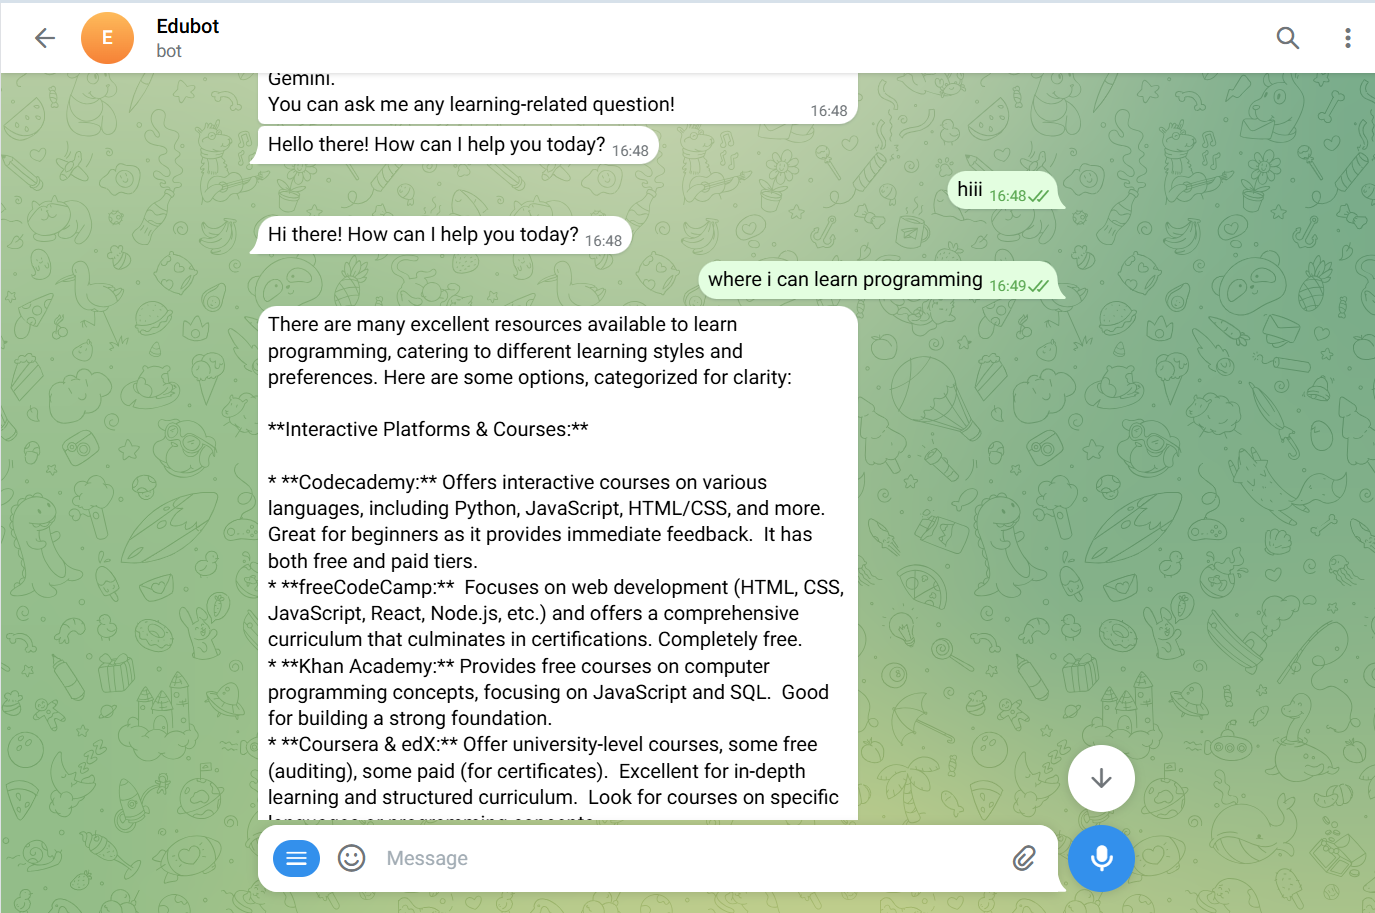 E
Edubot
bot
Gemini.
You can ask me any learning-related question!
16:48
Hello there! How can I help you today? 16:48
hiii 16:48
Hi there! How can I help you today? 16:48
where i can learn programming 16:49
There are many excellent resources available to learn
programming, catering to different learning styles and
preferences. Here are some options, categorized for clarity:
**Interactive Platforms & Courses:**
* **Codecademy:** Offers interactive courses on various
languages, including Python, JavaScript, HTML/CSS, and more.
Great for beginners as it provides immediate feedback.  It has
both free and paid tiers.
* **freeCodeCamp:**  Focuses on web development (HTML, CSS,
JavaScript, React, Node.js, etc.) and offers a comprehensive
curriculum that culminates in certifications. Completely free.
* **Khan Academy:** Provides free courses on computer
programming concepts, focusing on JavaScript and SQL.  Good
for building a strong foundation.
* **Coursera & edX:** Offer university-level courses, some free
(auditing), some paid (for certificates).  Excellent for in-depth
learning and structured curriculum.  Look for courses on specific
languages or programming concepts.
Message